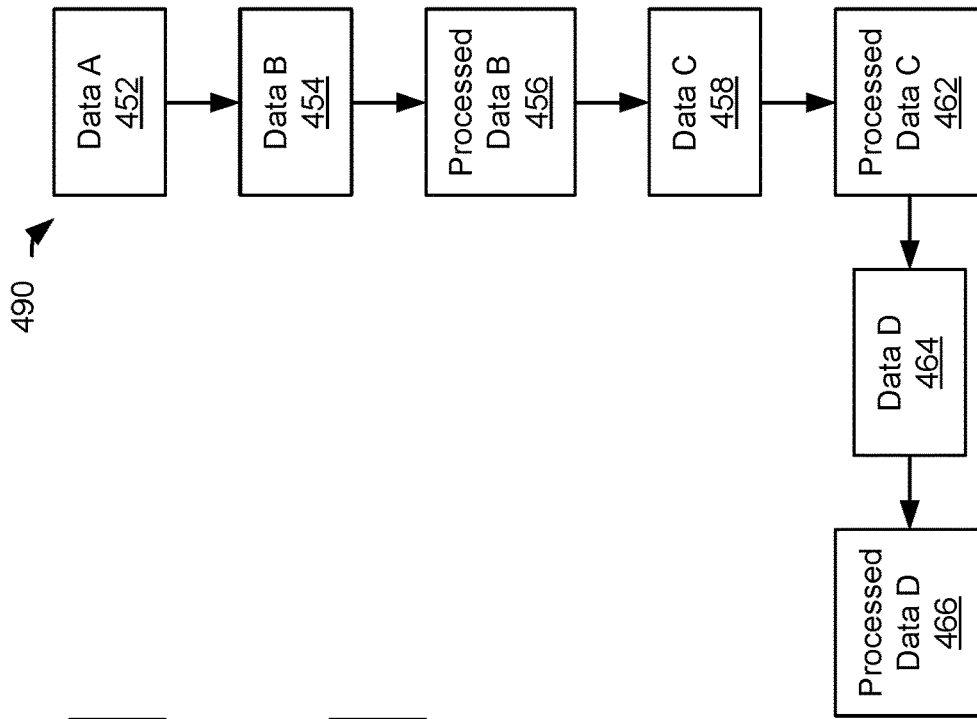 490
Data A
452
Data B
454
Processed
Data B
456
Data C
458
Processed
Data C
462
Data D
464
Processed
Data D
466